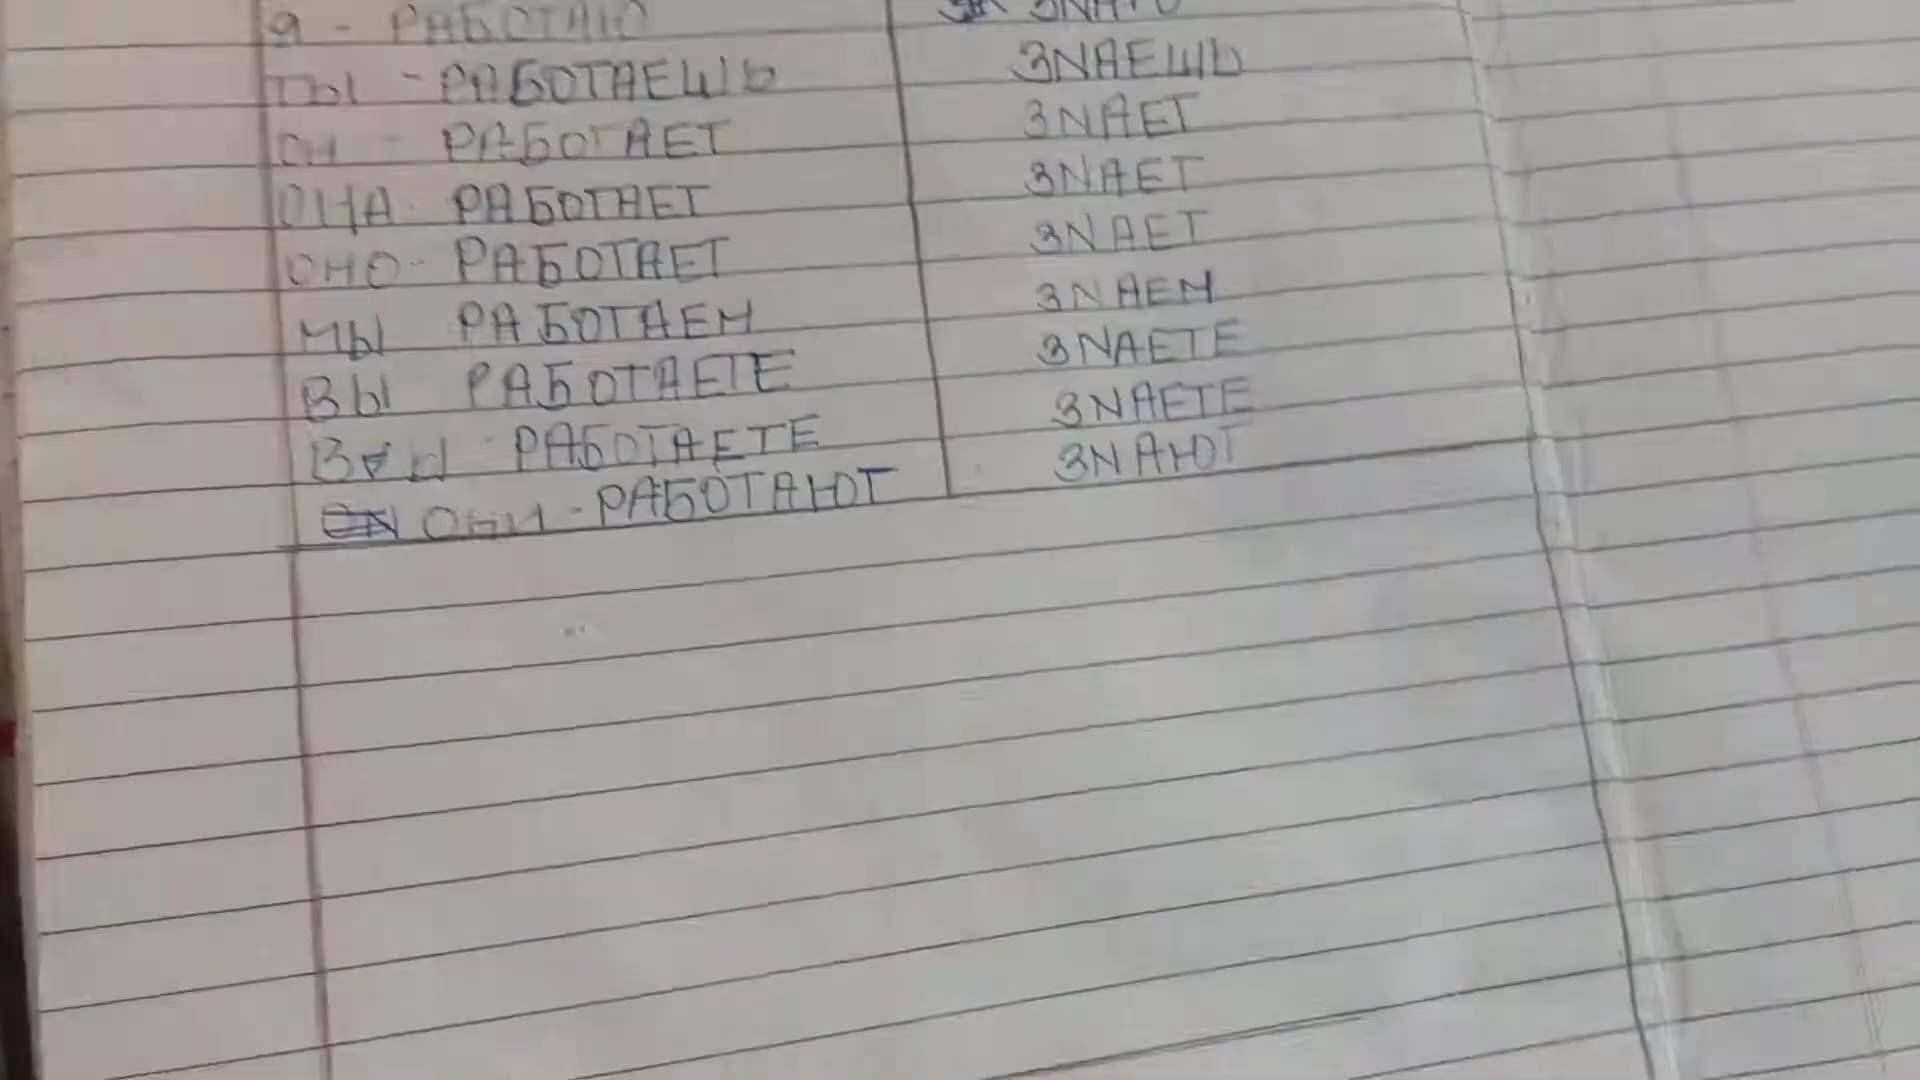 Я - РАБОТАЮ ЗNАЮ
ТЫ - РАБОТАЕШЬ ЗNАЕШЬ
ОН - РАБОТАЕТ ЗNАЕТ
ОНА - РАБОТАЕТ ЗNАЕТ
ОНО - РАБОТАЕТ ЗNАЕТ
МЫ РАБОТАЕМ ЗNАЕМ
ВЫ РАБОТАЕТЕ ЗNАЕТЕ
РАБОТАЕТЕ ЗNАЕТЕ
ОНИ - РАБОТАЮТ ЗNАЮТ